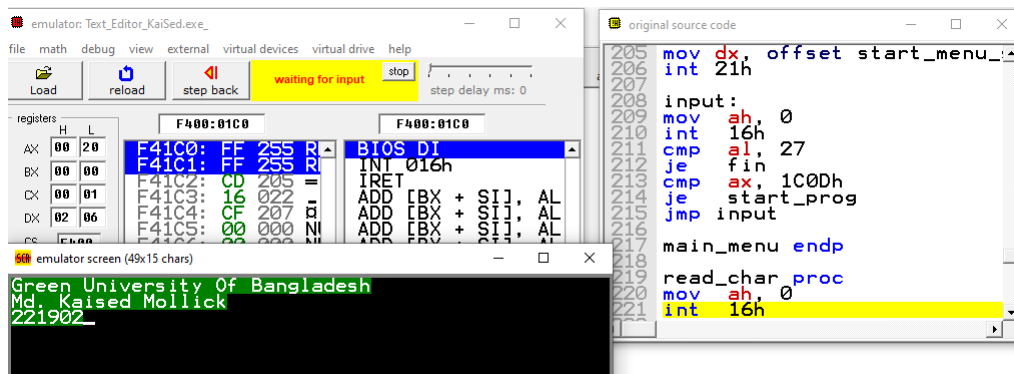 emulator: Text_Editor_KaiSed.exe_
file math debug view external virtual devices virtual drive help
Load
reload
step back
waiting for input
stop
step delay ms: 0
registers
H L
AX 00 20
BX 00 00
CX 00 01
DX 02 06
F400:01C0
F41C0: FF 255 R
F41C1: FF 255 R
F41C2: CD 205 =
F41C3: 16 022 _
F41C4: CF 207 ¤
F41C5: 00 000 N
F400:01C0
BIOS DI
INT 016h
IRET
ADD [BX + SI], AL
ADD [BX + SI], AL
emulator screen (49x15 chars)
Green University Of Bangladesh
Md. Kaised Mollick
221902_
original source code
205 mov dx, offset start_menu_
206 int 21h
207
208 input:
209 mov ah, 0
210 int 16h
211 cmp al, 27
212 je fin
213 cmp ax, 1C0Dh
214 je start_prog
215 jmp input
216
217 main_menu endp
218
219 read_char proc
220 mov ah, 0
221 int 16h